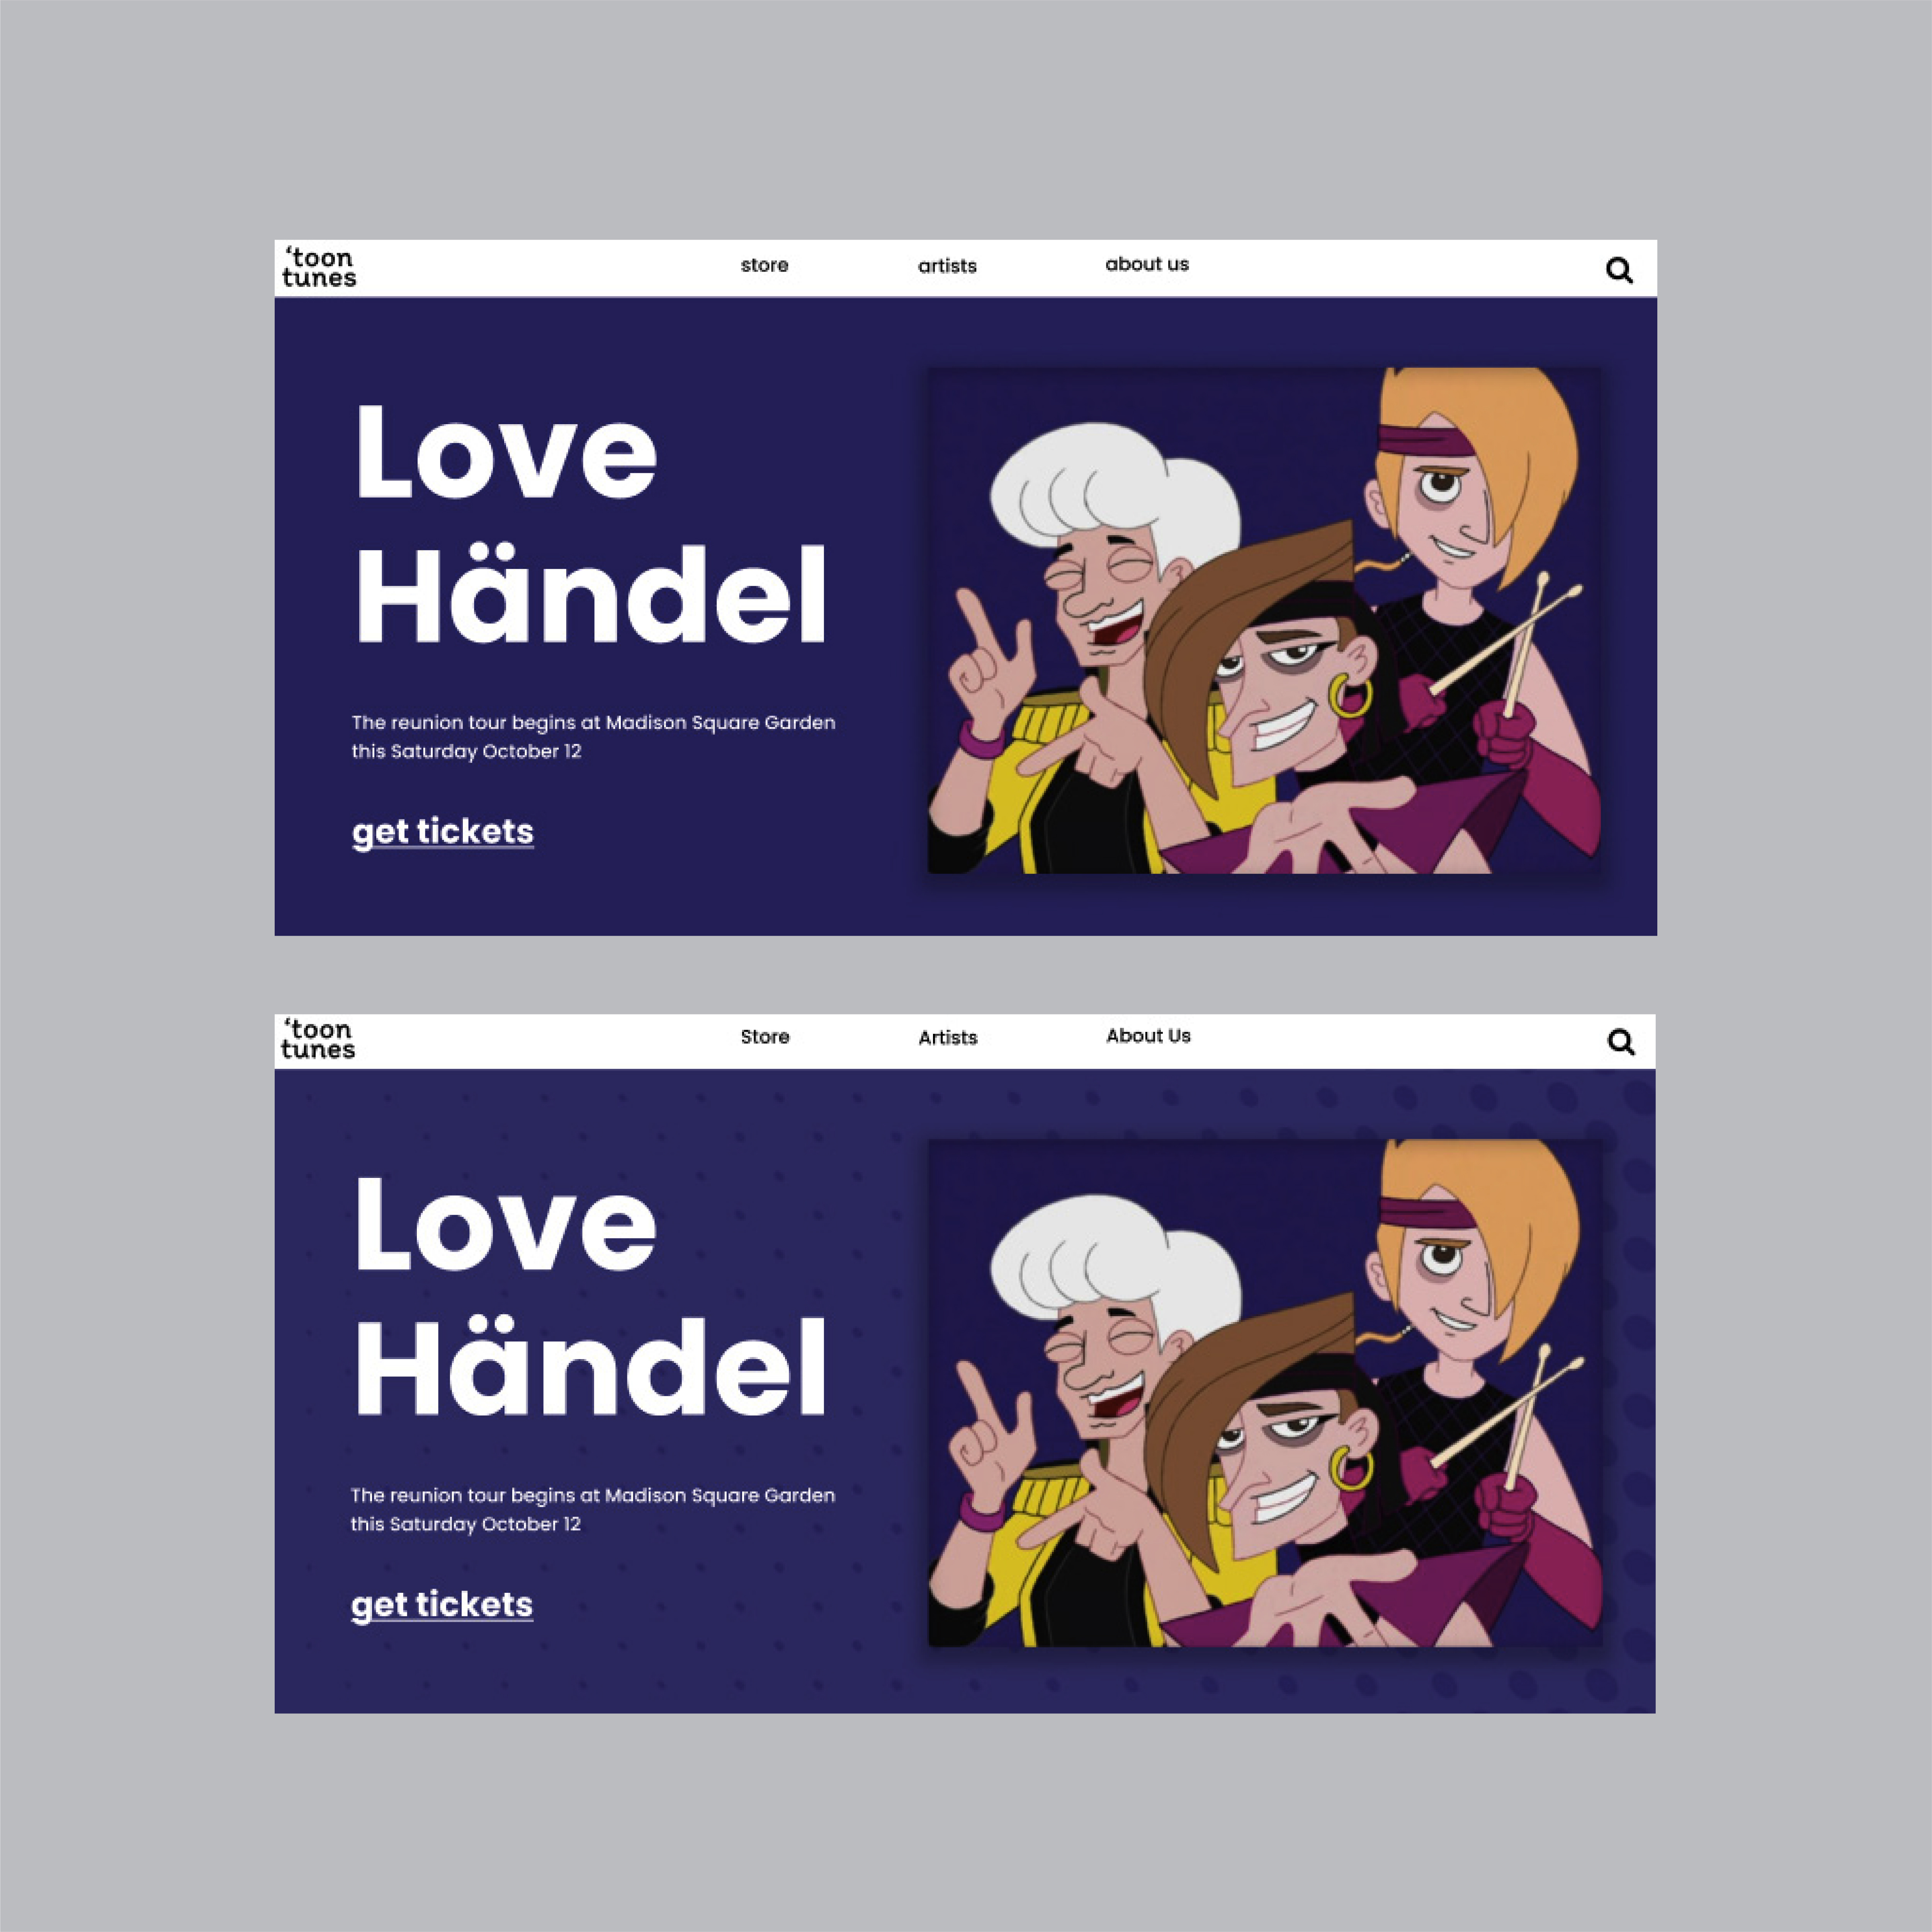 ‘toon
tunes
store artists about us
Love
Händel
The reunion tour begins at Madison Square Garden
this Saturday October 12
get tickets
‘toon
tunes
Store Artists About Us
Love
Händel
The reunion tour begins at Madison Square Garden
this Saturday October 12
get tickets